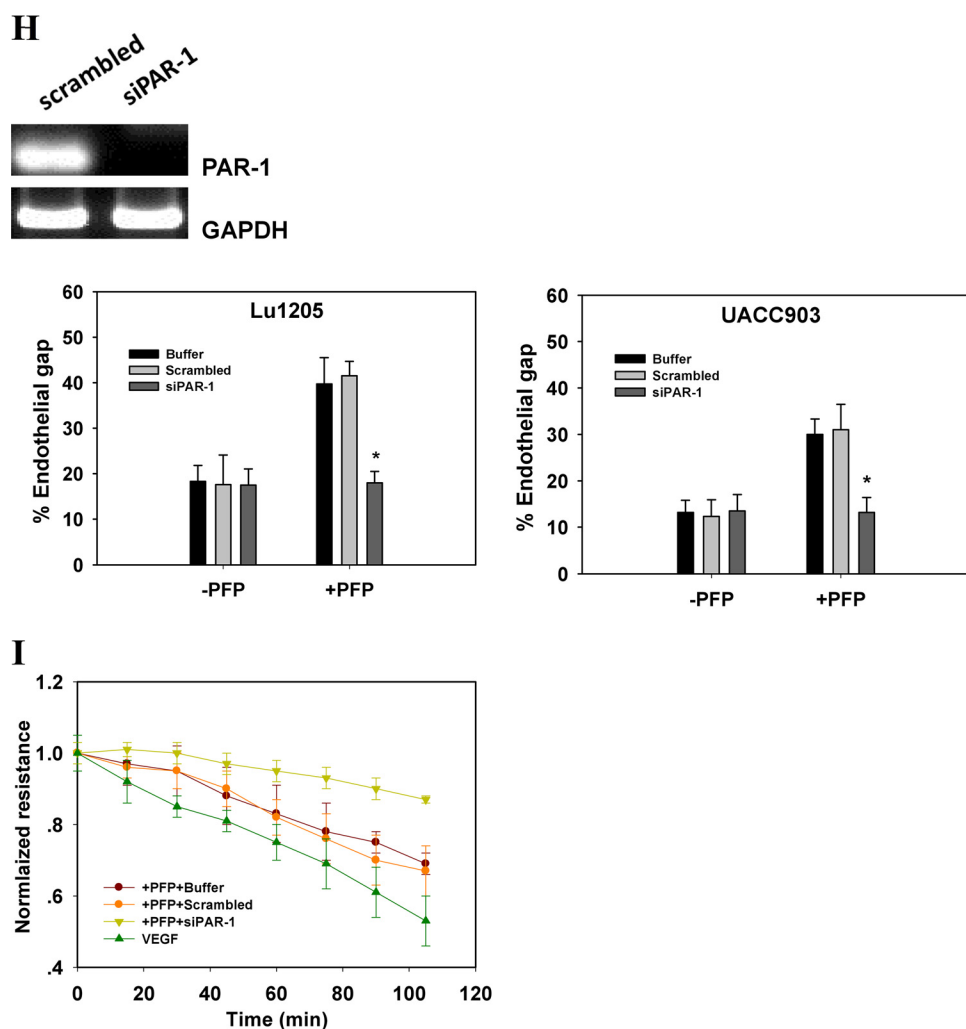 H
scrambled siPAR-1
PAR-1
GAPDH
Lu1205
% Endothelial gap
60
50
40
30
20
10
0
Buffer
Scrambled
siPAR-1
*
-PFP +PFP
UACC903
% Endothelial gap
60
50
40
30
20
10
0
Buffer
Scrambled
siPAR-1
*
-PFP +PFP
I
Normlaized resistance
1.2
1.0
.8
.6
.4
+PFP+Buffer
+PFP+Scrambled
+PFP+siPAR-1
VEGF
0 20 40 60 80 100 120
Time (min)